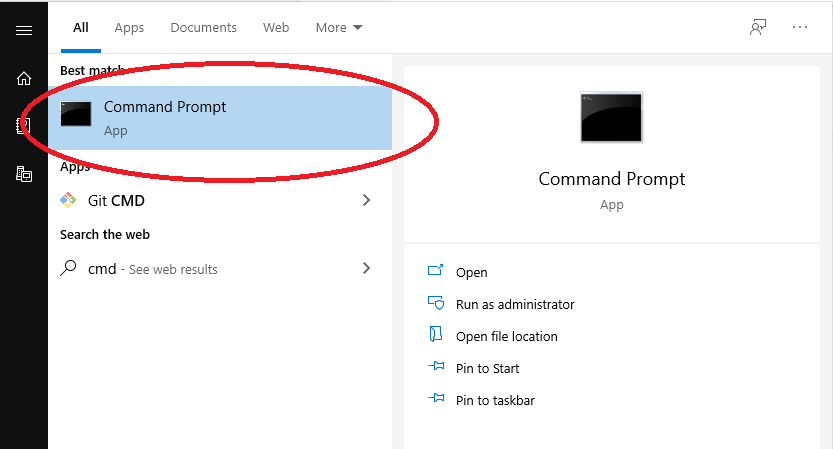 All Apps Documents Web More
Best match
Command Prompt
App
Apps
Git CMD
Search the web
cmd - See web results
Command Prompt
App
Open
Run as administrator
Open file location
Pin to Start
Pin to taskbar